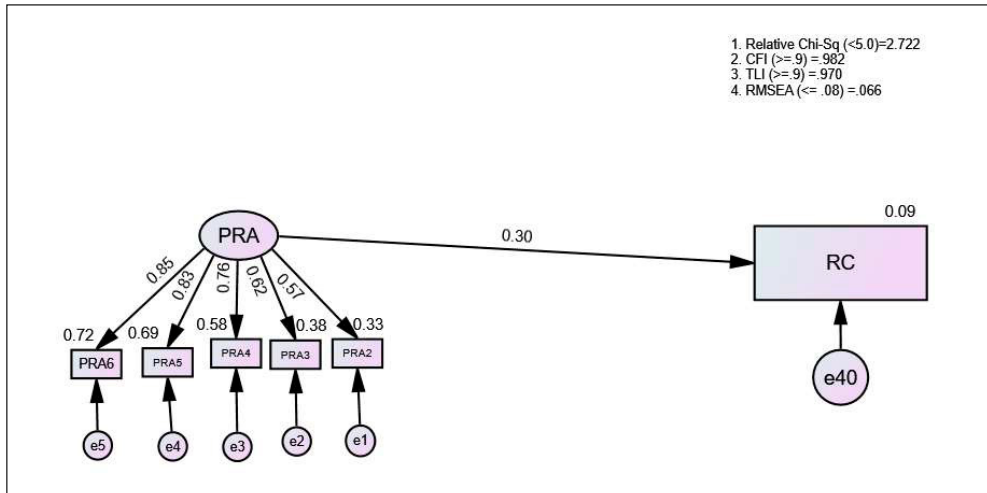 1. Relative Chi-Sq (<5.0)=2.722
2. CFI (>=.9) =.982
3. TLI (>=.9) =.970
4. RMSEA (<= .08) =.066
0.09
PRA
0.30
RC
0.85
0.83
0.76
0.62
0.57
0.72
0.69
0.58
0.38
0.33
PRA6
PRA5
PRA4
PRA3
PRA2
e40
e5
e4
e3
e2
e1